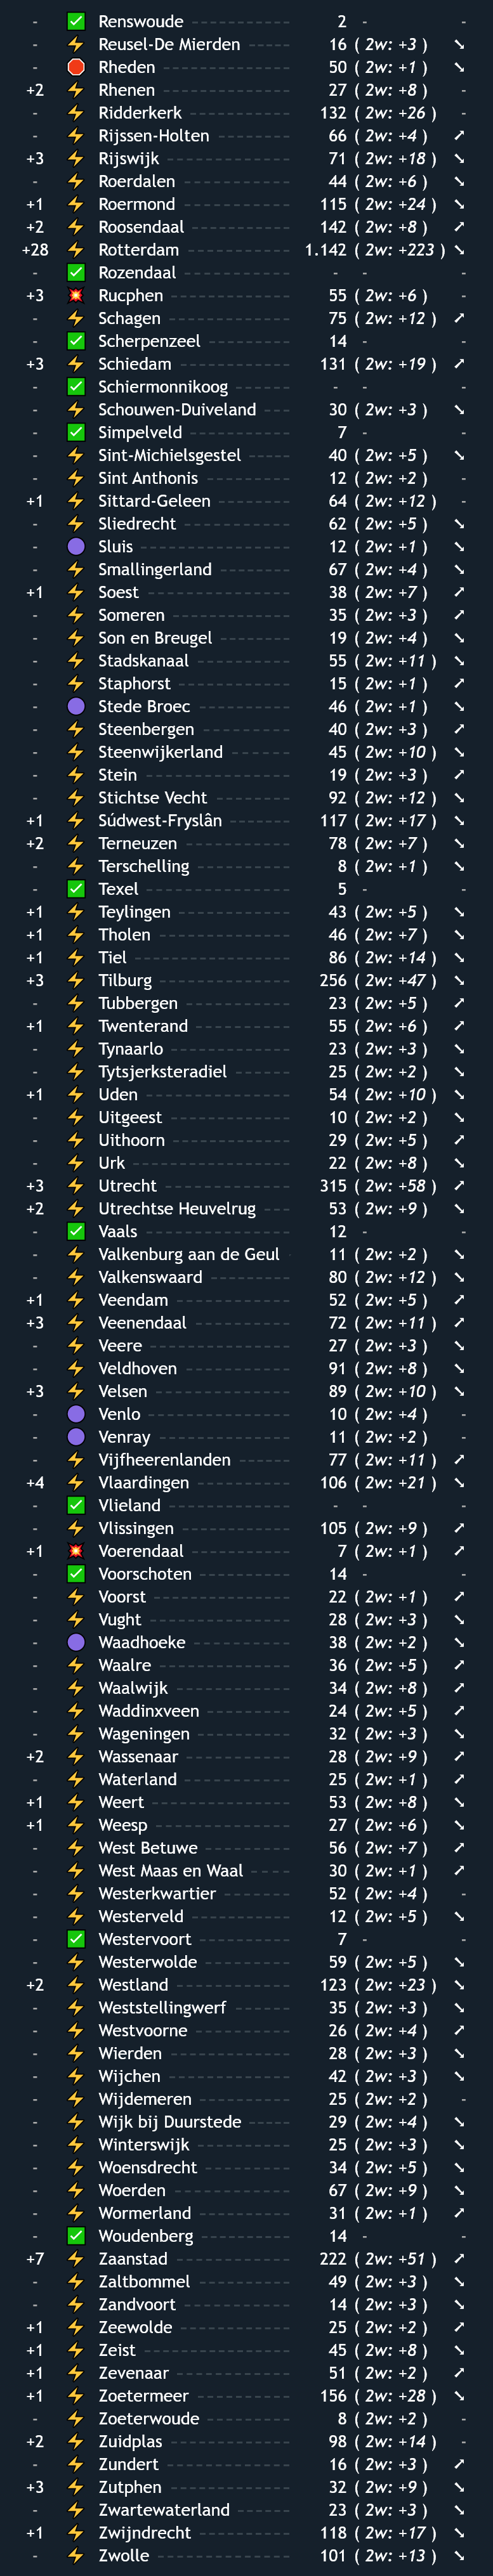 - ✅ Renswoude 2 - -
- ⚡ Reusel-De Mierden 16 ( 2w: +3 ) ➘
- 🛑 Rheden 50 ( 2w: +1 ) ➘
+2 ⚡ Rhenen 27 ( 2w: +8 ) -
- ⚡ Ridderkerk 132 ( 2w: +26 ) -
- ⚡ Rijssen-Holten 66 ( 2w: +4 ) ➚
+3 ⚡ Rijswijk 71 ( 2w: +18 ) ➘
- ⚡ Roerdalen 44 ( 2w: +6 ) ➘
+1 ⚡ Roermond 115 ( 2w: +24 ) ➘
+2 ⚡ Roosendaal 142 ( 2w: +8 ) ➚
+28 ⚡ Rotterdam 1.142 ( 2w: +223 ) ➘
- ✅ Rozendaal - - -
+3 💥 Rucphen 55 ( 2w: +6 ) -
- ⚡ Schagen 75 ( 2w: +12 ) ➚
- ✅ Scherpenzeel 14 - -
+3 ⚡ Schiedam 131 ( 2w: +19 ) ➚
- ✅ Schiermonnikoog - - -
- ⚡ Schouwen-Duiveland 30 ( 2w: +3 ) ➘
- ✅ Simpelveld 7 - -
- ⚡ Sint-Michielsgestel 40 ( 2w: +5 ) ➘
- ⚡ Sint Anthonis 12 ( 2w: +2 ) -
+1 ⚡ Sittard-Geleen 64 ( 2w: +12 ) -
- ⚡ Sliedrecht 62 ( 2w: +5 ) ➘
- 🟣 Sluis 12 ( 2w: +1 ) ➘
- ⚡ Smallingerland 67 ( 2w: +4 ) ➘
+1 ⚡ Soest 38 ( 2w: +7 ) ➚
- ⚡ Someren 35 ( 2w: +3 ) ➚
- ⚡ Son en Breugel 19 ( 2w: +4 ) ➘
- ⚡ Stadskanaal 55 ( 2w: +11 ) ➘
- ⚡ Staphorst 15 ( 2w: +1 ) ➚
- 🟣 Stede Broec 46 ( 2w: +1 ) ➘
- ⚡ Steenbergen 40 ( 2w: +3 ) ➚
- ⚡ Steenwijkerland 45 ( 2w: +10 ) ➘
- ⚡ Stein 19 ( 2w: +3 ) ➚
- ⚡ Stichtse Vecht 92 ( 2w: +12 ) ➘
+1 ⚡ Súdwest-Fryslân 117 ( 2w: +17 ) ➘
+2 ⚡ Terneuzen 78 ( 2w: +7 ) ➘
- ⚡ Terschelling 8 ( 2w: +1 ) ➘
- ✅ Texel 5 - -
+1 ⚡ Teylingen 43 ( 2w: +5 ) ➘
+1 ⚡ Tholen 46 ( 2w: +7 ) ➘
+1 ⚡ Tiel 86 ( 2w: +14 ) ➘
+3 ⚡ Tilburg 256 ( 2w: +47 ) ➘
- ⚡ Tubbergen 23 ( 2w: +5 ) ➚
+1 ⚡ Twenterand 55 ( 2w: +6 ) ➚
- ⚡ Tynaarlo 23 ( 2w: +3 ) ➘
- ⚡ Tytsjerksteradiel 25 ( 2w: +2 ) ➘
+1 ⚡ Uden 54 ( 2w: +10 ) ➘
- ⚡ Uitgeest 10 ( 2w: +2 ) ➘
- ⚡ Uithoorn 29 ( 2w: +5 ) ➚
- ⚡ Urk 22 ( 2w: +8 ) ➘
+3 ⚡ Utrecht 315 ( 2w: +58 ) ➚
+2 ⚡ Utrechtse Heuvelrug 53 ( 2w: +9 ) ➘
- ✅ Vaals 12 - -
- ⚡ Valkenburg aan de Geul 11 ( 2w: +2 ) ➘
- ⚡ Valkenswaard 80 ( 2w: +12 ) ➘
+1 ⚡ Veendam 52 ( 2w: +5 ) ➚
+3 ⚡ Veenendaal 72 ( 2w: +11 ) ➚
- ⚡ Veere 27 ( 2w: +3 ) ➘
- ⚡ Veldhoven 91 ( 2w: +8 ) ➘
+3 ⚡ Velsen 89 ( 2w: +10 ) ➘
- 🟣 Venlo 10 ( 2w: +4 ) -
- 🟣 Venray 11 ( 2w: +2 ) -
- ⚡ Vijfheerenlanden 77 ( 2w: +11 ) ➚
+4 ⚡ Vlaardingen 106 ( 2w: +21 ) ➘
- ✅ Vlieland - - -
- ⚡ Vlissingen 105 ( 2w: +9 ) ➚
+1 💥 Voerendaal 7 ( 2w: +1 ) ➚
- ✅ Voorschoten 14 - -
- ⚡ Voorst 22 ( 2w: +1 ) ➚
- ⚡ Vught 28 ( 2w: +3 ) ➘
- 🟣 Waadhoeke 38 ( 2w: +2 ) ➘
- ⚡ Waalre 36 ( 2w: +5 ) ➚
- ⚡ Waalwijk 34 ( 2w: +8 ) ➚
- ⚡ Waddinxveen 24 ( 2w: +5 ) ➚
- ⚡ Wageningen 32 ( 2w: +3 ) ➘
+2 ⚡ Wassenaar 28 ( 2w: +9 ) ➚
- ⚡ Waterland 25 ( 2w: +1 ) ➚
+1 ⚡ Weert 53 ( 2w: +8 ) ➘
+1 ⚡ Weesp 27 ( 2w: +6 ) ➘
- ⚡ West Betuwe 56 ( 2w: +7 ) ➚
- ⚡ West Maas en Waal 30 ( 2w: +1 ) ➚
- ⚡ Westerkwartier 52 ( 2w: +4 ) -
- ⚡ Westerveld 12 ( 2w: +5 ) ➘
- ✅ Westervoort 7 - -
- ⚡ Westerwolde 59 ( 2w: +5 ) ➘
+2 ⚡ Westland 123 ( 2w: +23 ) ➘
- ⚡ Weststellingwerf 35 ( 2w: +3 ) ➘
- ⚡ Westvoorne 26 ( 2w: +4 ) ➚
- ⚡ Wierden 28 ( 2w: +3 ) ➘
- ⚡ Wijchen 42 ( 2w: +3 ) ➘
- ⚡ Wijdemeren 25 ( 2w: +2 ) -
- ⚡ Wijk bij Duurstede 29 ( 2w: +4 ) ➘
- ⚡ Winterswijk 25 ( 2w: +3 ) ➘
- ⚡ Woensdrecht 34 ( 2w: +5 ) ➘
- ⚡ Woerden 67 ( 2w: +9 ) ➘
- ⚡ Wormerland 31 ( 2w: +1 ) ➚
- ✅ Woudenberg 14 - -
+7 ⚡ Zaanstad 222 ( 2w: +51 ) ➚
- ⚡ Zaltbommel 49 ( 2w: +3 ) ➘
- ⚡ Zandvoort 14 ( 2w: +3 ) ➘
+1 ⚡ Zeewolde 25 ( 2w: +2 ) ➚
+1 ⚡ Zeist 45 ( 2w: +8 ) ➘
+1 ⚡ Zevenaar 51 ( 2w: +2 ) ➚
+1 ⚡ Zoetermeer 156 ( 2w: +28 ) ➘
- ⚡ Zoeterwoude 8 ( 2w: +2 ) -
+2 ⚡ Zuidplas 98 ( 2w: +14 ) -
- ⚡ Zundert 16 ( 2w: +3 ) ➚
+3 ⚡ Zutphen 32 ( 2w: +9 ) ➘
- ⚡ Zwartewaterland 23 ( 2w: +3 ) ➘
+1 ⚡ Zwijndrecht 118 ( 2w: +17 ) ➘
- ⚡ Zwolle 101 ( 2w: +13 ) ➘